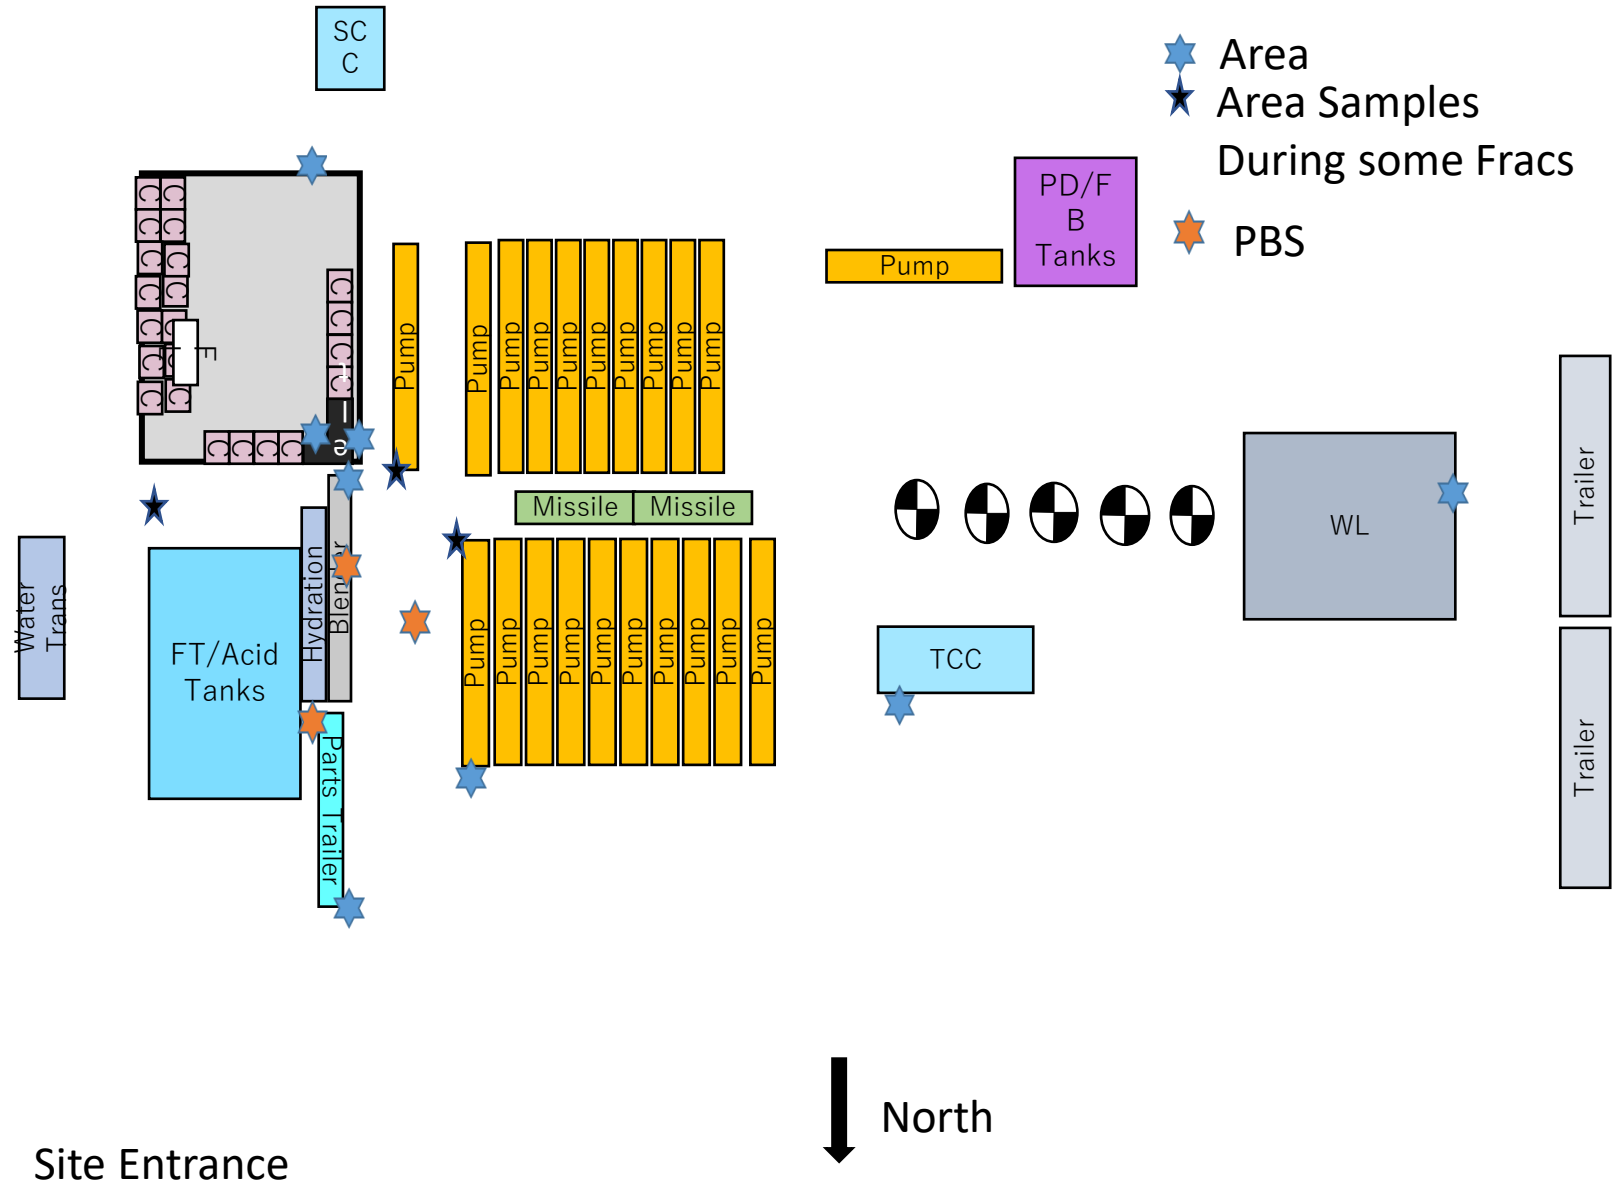 SC
C
Area
Area Samples
During some Fracs
PBS
PD/F
B
Tanks
Pump
C
C
C
C
C
C
C
C
C
C
C
C
C
C
F
C
C
C
C
C
C
C
C
Pump
Pump
Pump
Pump
Pump
Pump
Pump
Pump
Pump
Pump
Missile
Missile
WL
Trailer
Trailer
Water
Trans
FT/Acid
Tanks
Hydration
Blender
Parts Trailer
Pump
Pump
Pump
Pump
Pump
Pump
Pump
Pump
Pump
Pump
TCC
North
Site Entrance